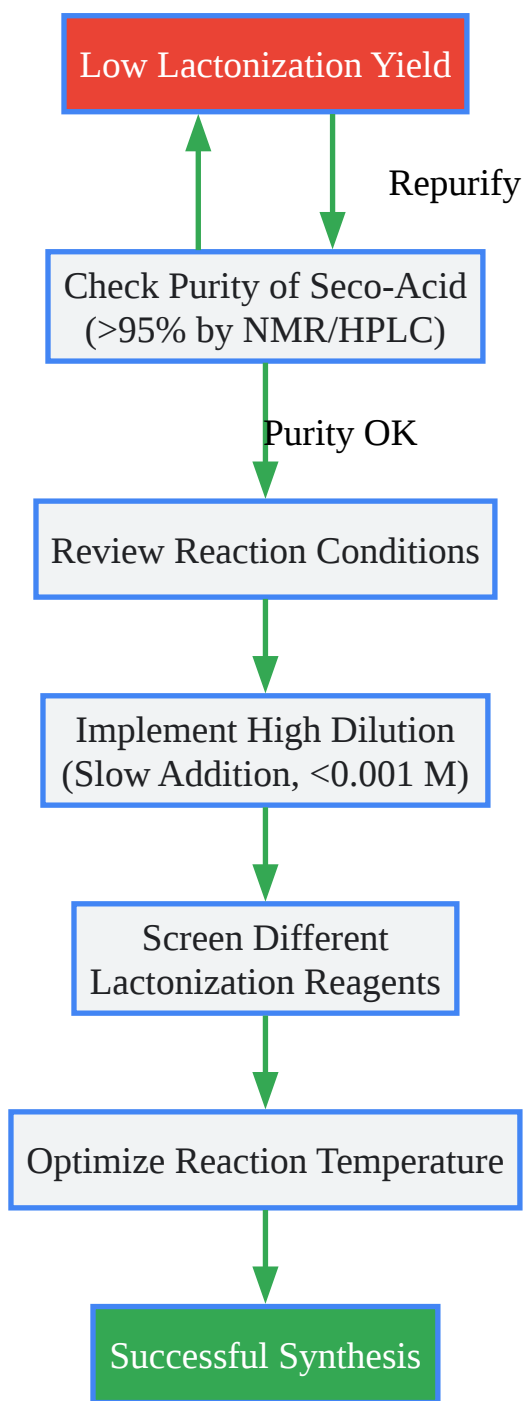 Low Lactonization Yield
Repurify
Check Purity of Seco-Acid
(>95% by NMR/HPLC)
Purity OK
Review Reaction Conditions
Implement High Dilution
(Slow Addition, <0.001 M)
Screen Different
Lactonization Reagents
Optimize Reaction Temperature
Successful Synthesis